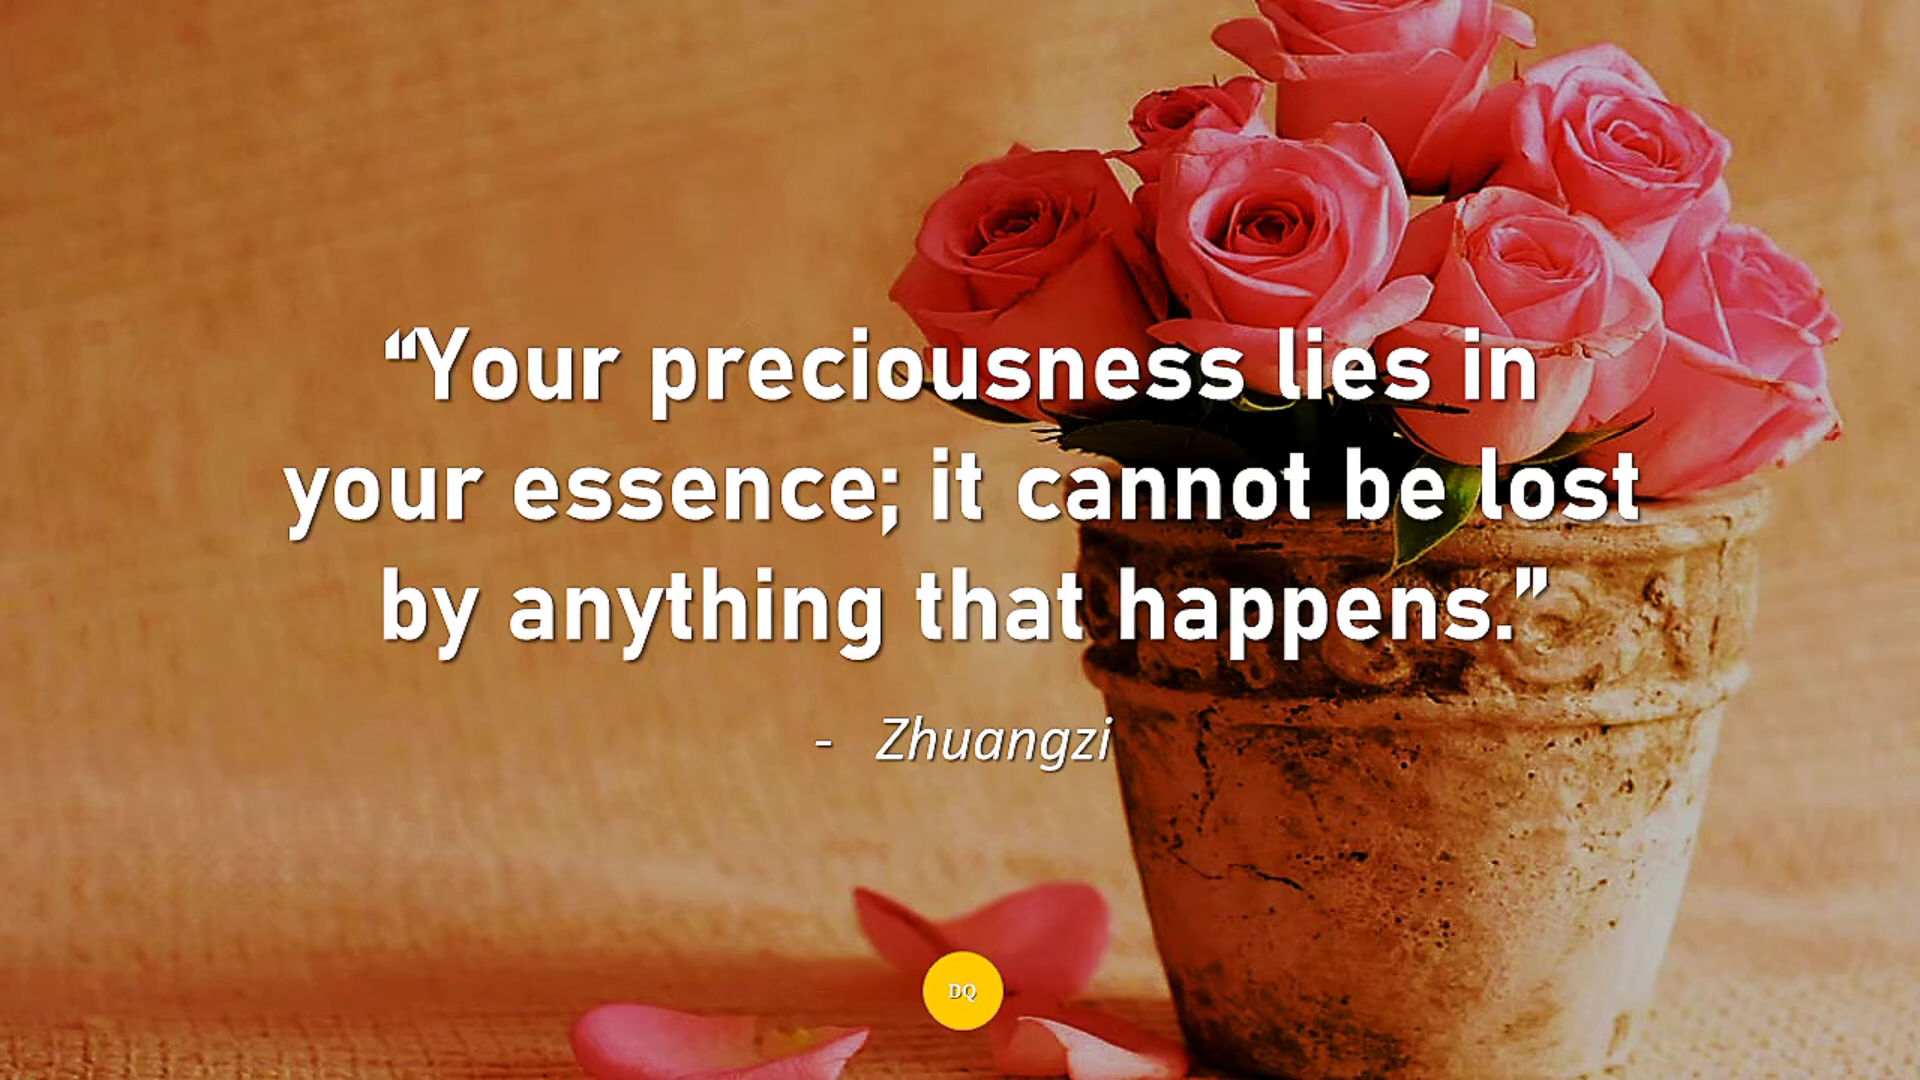 “Your preciousness lies in
your essence; it cannot be lost
by anything that happens.”
- Zhuangzi
DQ